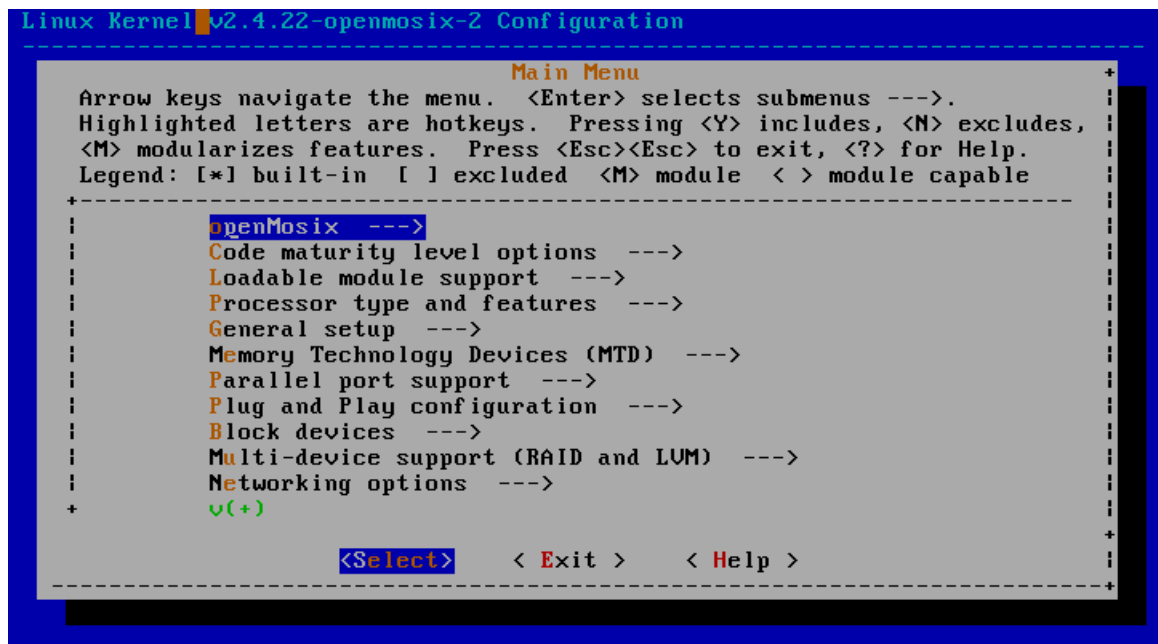 Linux Kernel v2.4.22-openmosix-2 Configuration
Main Menu
Arrow keys navigate the menu. <Enter> selects submenus --->.
Highlighted letters are hotkeys. Pressing <Y> includes, <N> excludes,
<M> modularizes features. Press <Esc><Esc> to exit, <?> for Help.
Legend: [*] built-in [ ] excluded <M> module < > module capable
openMosix --->
Code maturity level options --->
Loadable module support --->
Processor type and features --->
General setup --->
Memory Technology Devices (MTD) --->
Parallel port support --->
Plug and Play configuration --->
Block devices --->
Multi-device support (RAID and LVM) --->
Networking options --->
v(+)
<Select> < Exit > < Help >